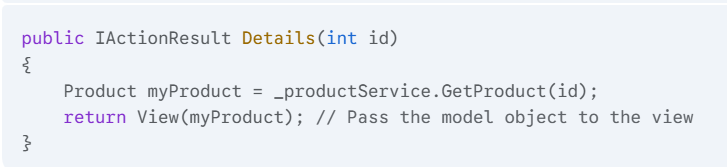 public IActionResult Details(int id)
{
    Product myProduct = _productService.GetProduct(id);
    return View(myProduct); // Pass the model object to the view
}